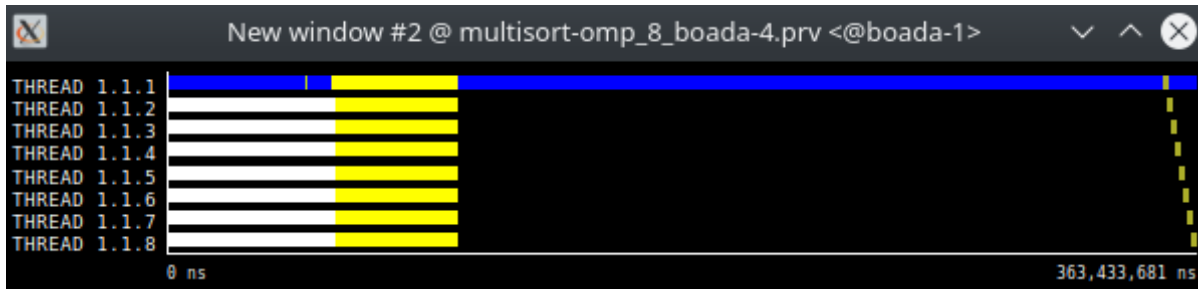 New window #2 @ multisort-omp_8_boada-4.prv <@boada-1>
THREAD 1.1.1
THREAD 1.1.2
THREAD 1.1.3
THREAD 1.1.4
THREAD 1.1.5
THREAD 1.1.6
THREAD 1.1.7
THREAD 1.1.8
0 ns 363,433,681 ns